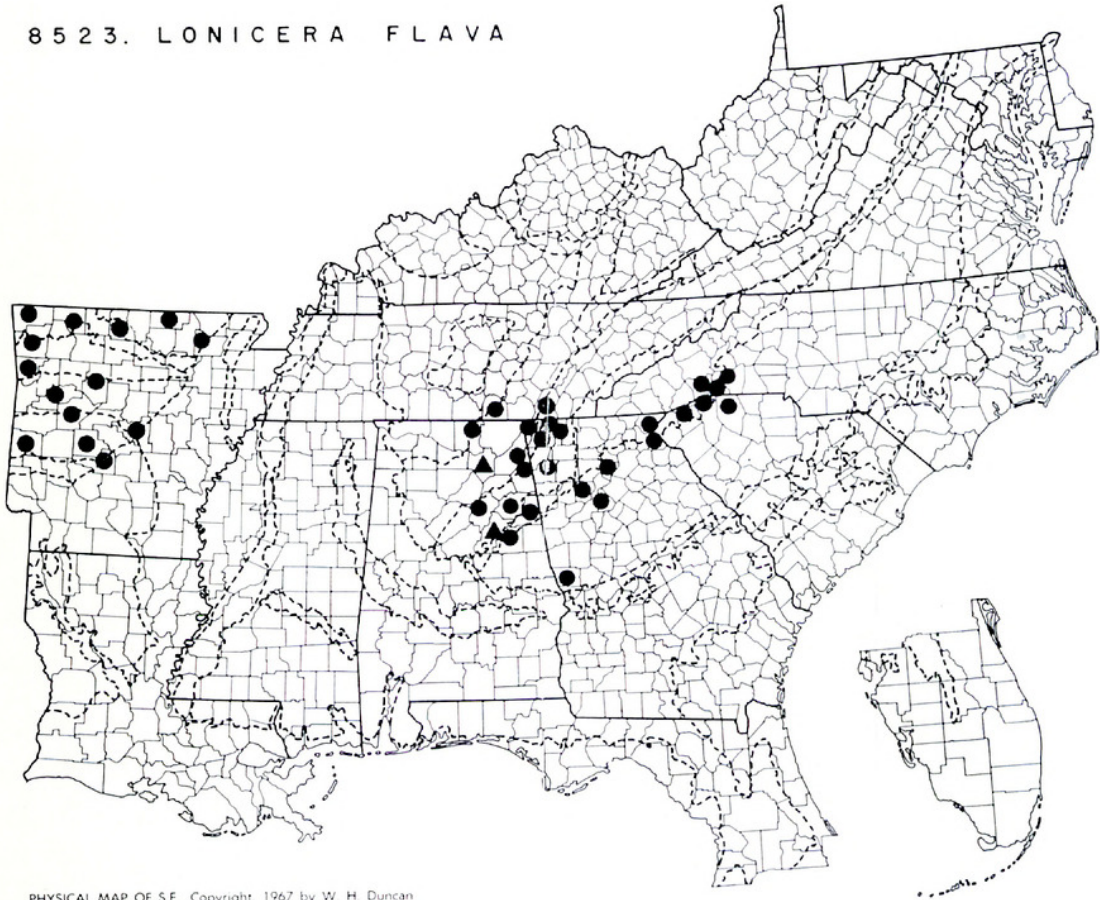 8523. LONICERA FLAVA
PHYSICAL MAP OF S.E. Copyright, 1967 by W. H. Duncan